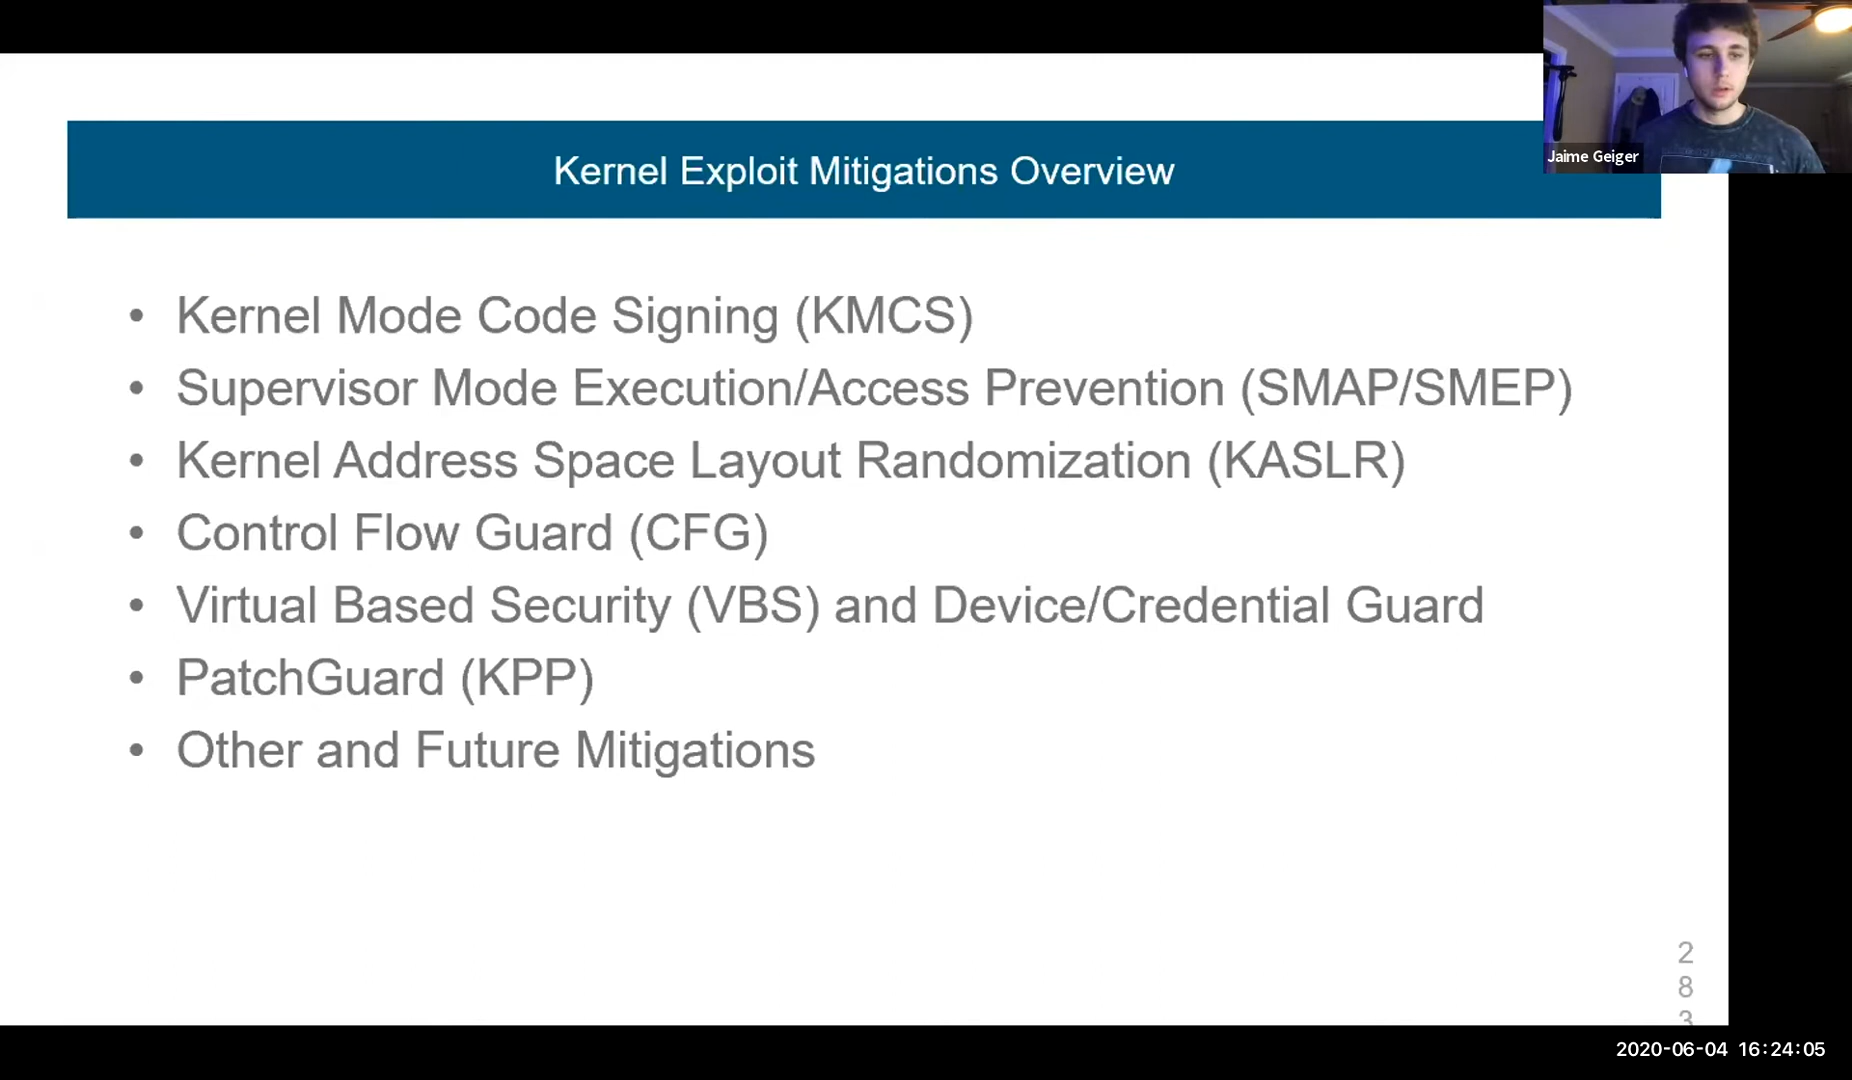 Jaime Geiger
Kernel Exploit Mitigations Overview
• Kernel Mode Code Signing (KMCS)
• Supervisor Mode Execution/Access Prevention (SMAP/SMEP)
• Kernel Address Space Layout Randomization (KASLR)
• Control Flow Guard (CFG)
• Virtual Based Security (VBS) and Device/Credential Guard
• PatchGuard (KPP)
• Other and Future Mitigations
2
8
3
2020-06-04 16:24:05